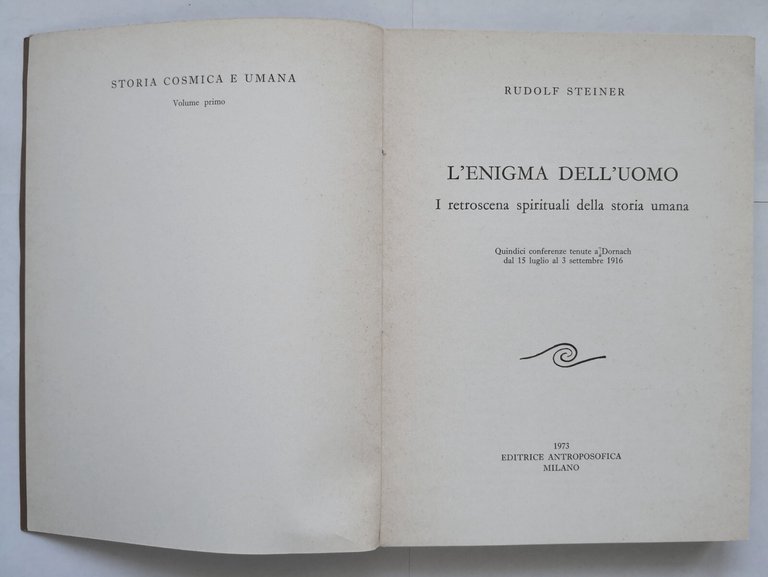 STORIA COSMICA E UMANA
Volume primo
RUDOLF STEINER
L'ENIGMA DELL'UOMO
I retroscena spirituali della storia umana
Quindici conferenze tenute a Dornach
dal 15 luglio al 3 settembre 1916
1973
EDITRICE ANTROPOSOFICA
MILANO